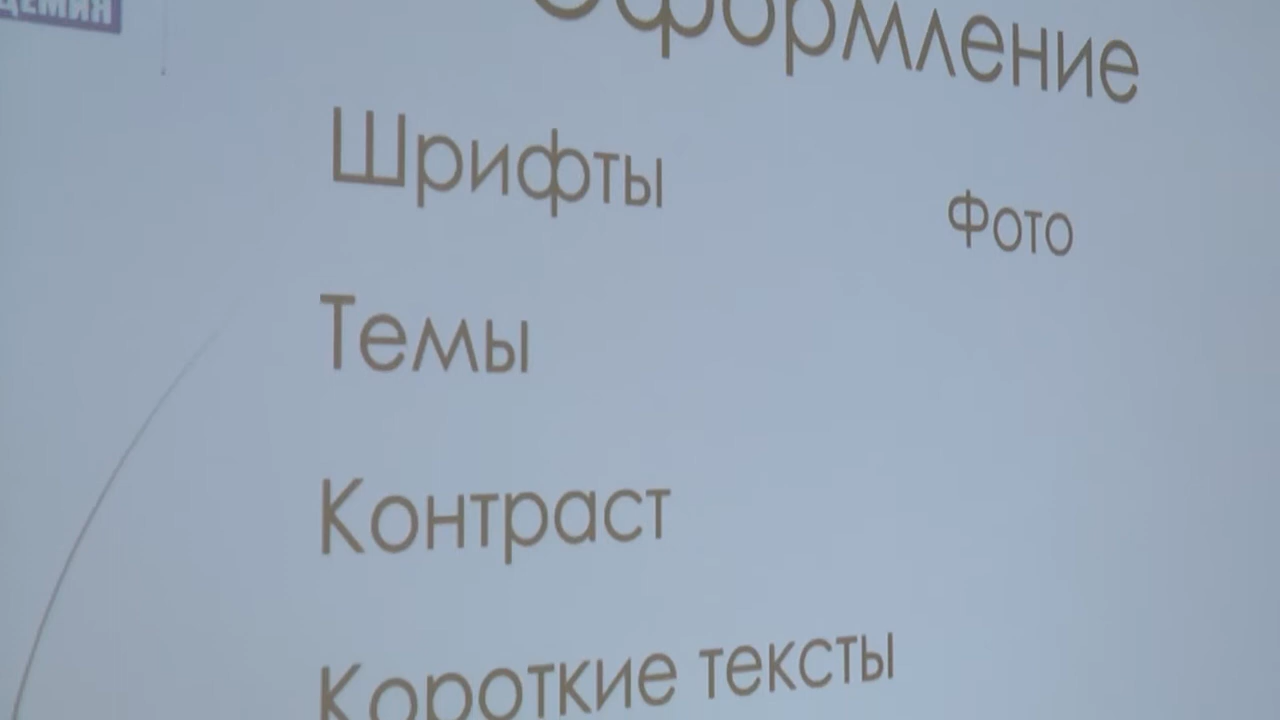 Оформление
Шрифты
Фото
Темы
Контраст
Короткие тексты